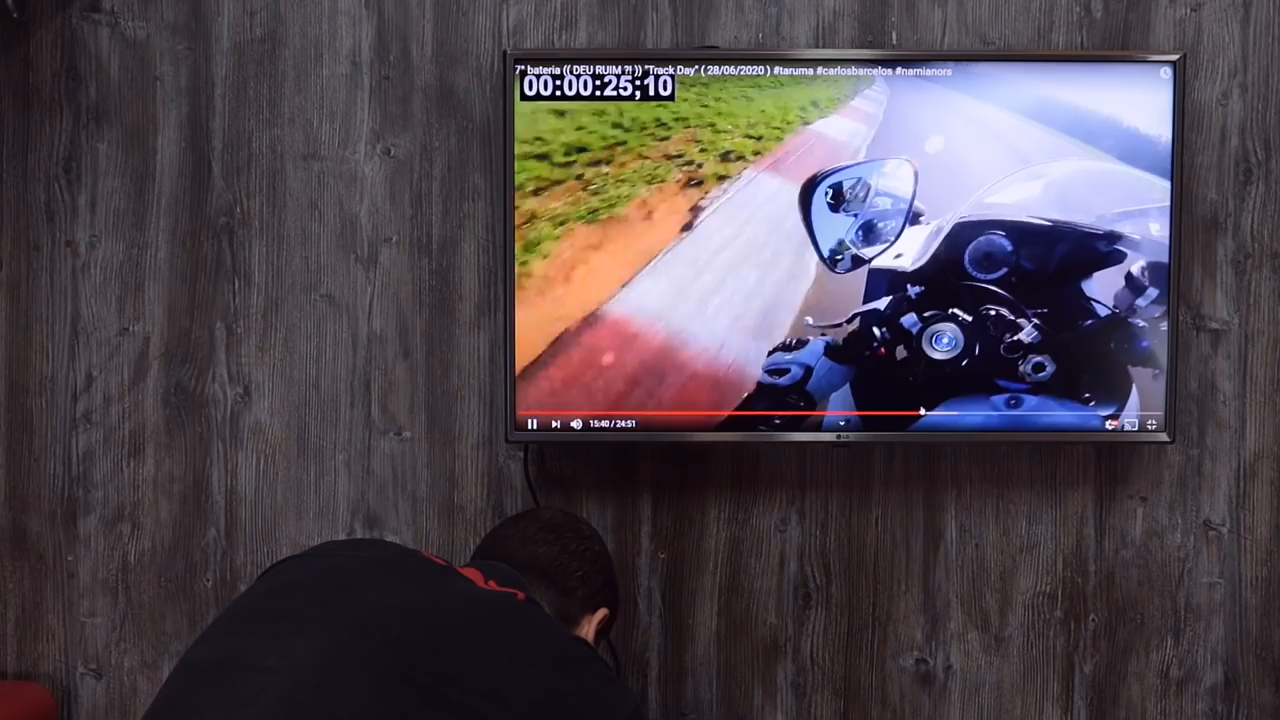 7° bateria (( DEU RUIM ?! )) "Track Day" ( 28/06/2020 ) #taruma #carlosbarcelos #namianors
00:00:25;10
15:40 / 24:51
LG